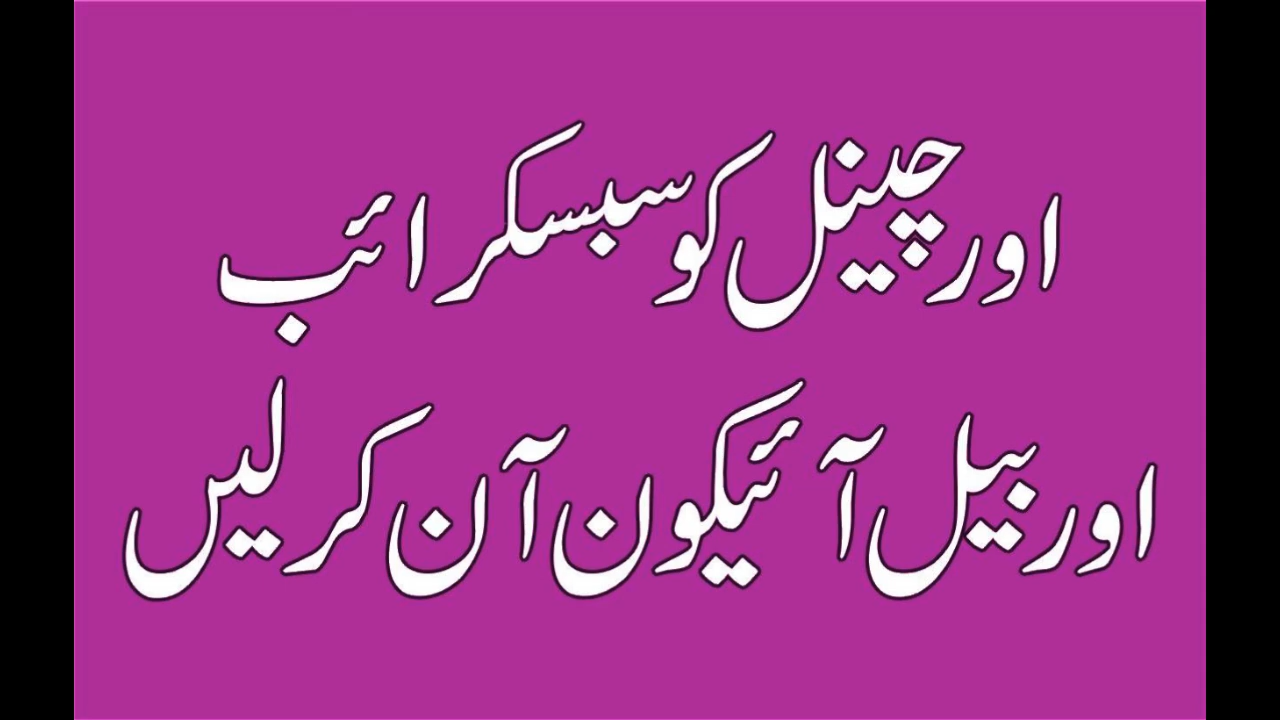 اور چینل کو سبسکرائب
اور بیل آئیکون آن کر لیں